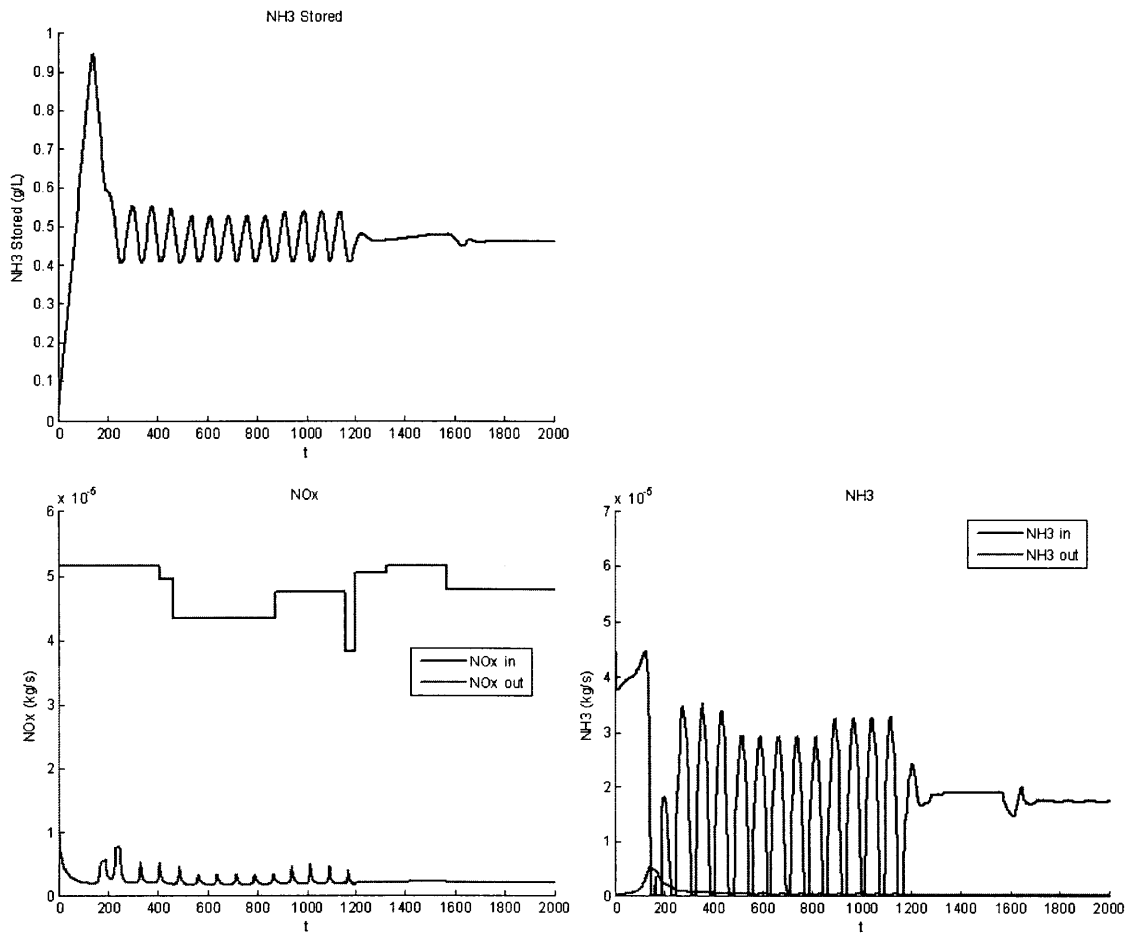 NH3 Stored
1
0.9
0.8
0.7
0.6
0.5
0.4
0.3
0.2
0.1
0
NH3 Stored (g/L)
0 200 400 600 800 1000 1200 1400 1600 1800 2000
t
x 10-5
NOx
6
5
4
3
2
1
0
NOx (kg/s)
NOx in
NOx out
0 200 400 600 800 1000 1200 1400 1600 1800 2000
t
x 10-5
NH3
7
6
5
4
3
2
1
0
NH3 (kg/s)
NH3 in
NH3 out
0 200 400 600 800 1000 1200 1400 1600 1800 2000
t